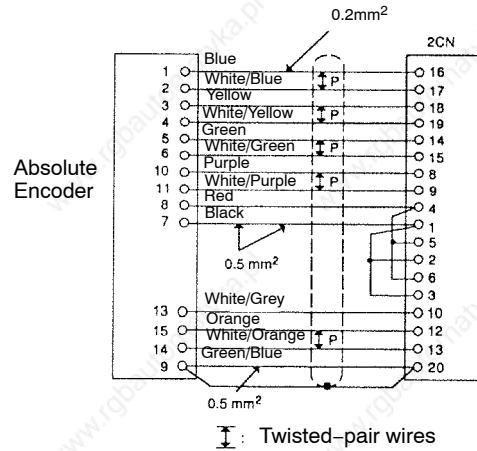 0.2mm²
2CN
Blue
1 16
White/Blue P
2 17
Yellow
3 18
White/Yellow P
4 19
Green
5 14
White/Green P
6 15
Purple
10 8
White/Purple P
11 9
Red
8 4
Black
7 1
Absolute
Encoder
5
0.5 mm²
2
6
3
White/Grey
13 10
Orange
15 12
White/Orange P
14 13
Green/Blue
9 20
0.5 mm²
: Twisted-pair wires